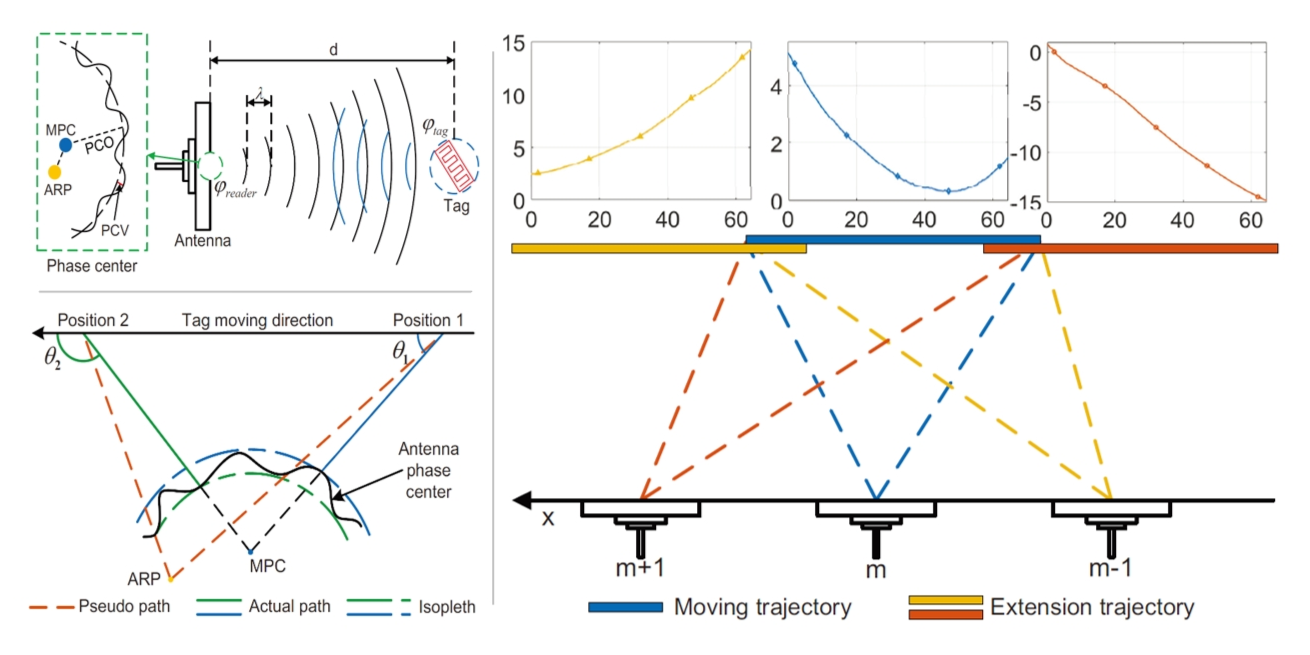 d
λ
MPC
PCO
ARP
PCV
Phase center
φreader
Antenna
φtag
Tag
Position 2
Tag moving direction
Position 1
θ2
θ1
Antenna
phase
center
ARP
MPC
Pseudo path
Actual path
Isopleth
15
10
5
0
0
20
40
60
4
2
0
0
20
40
60
0
-5
-10
-15
0
20
40
60
x
m+1
m
m-1
Moving trajectory
Extension trajectory